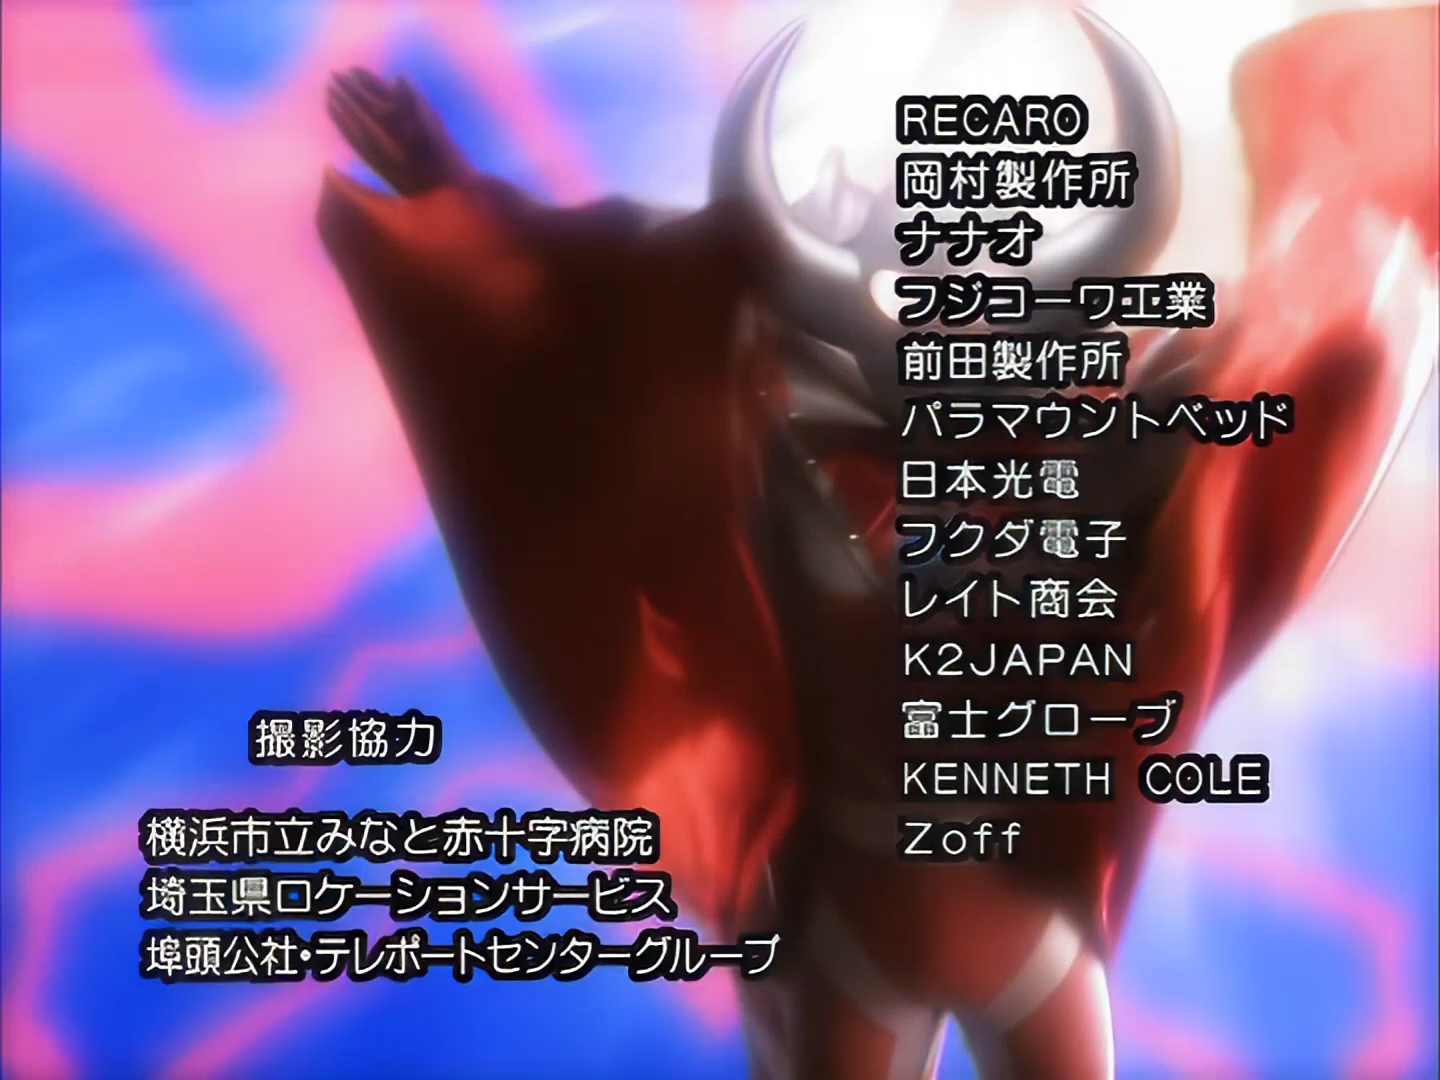 RECARO
岡村製作所
ナナオ
フジコーワ工業
前田製作所
パラマウントベッド
日本光電
フクダ電子
レイト商会
K2JAPAN
富士グローブ
KENNETH COLE
Zoff
撮影協力
横浜市立みなと赤十字病院
埼玉県ロケーションサービス
埠頭公社・テレポートセンターグループ